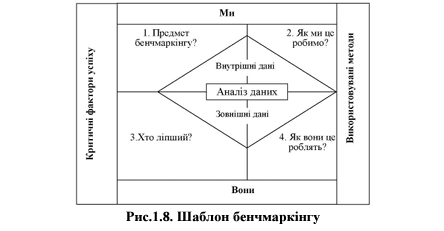 Ми
1. Предмет
бенчмаркінгу?
2. Як ми це
робимо?
Внутрішні дані
Критичні фактори успіху
Аналіз даних
Використовувані методи
Зовнішні дані
3.Хто ліпший?
4. Як вони це
роблять?
Вони
Рис.1.8. Шаблон бенчмаркінгу